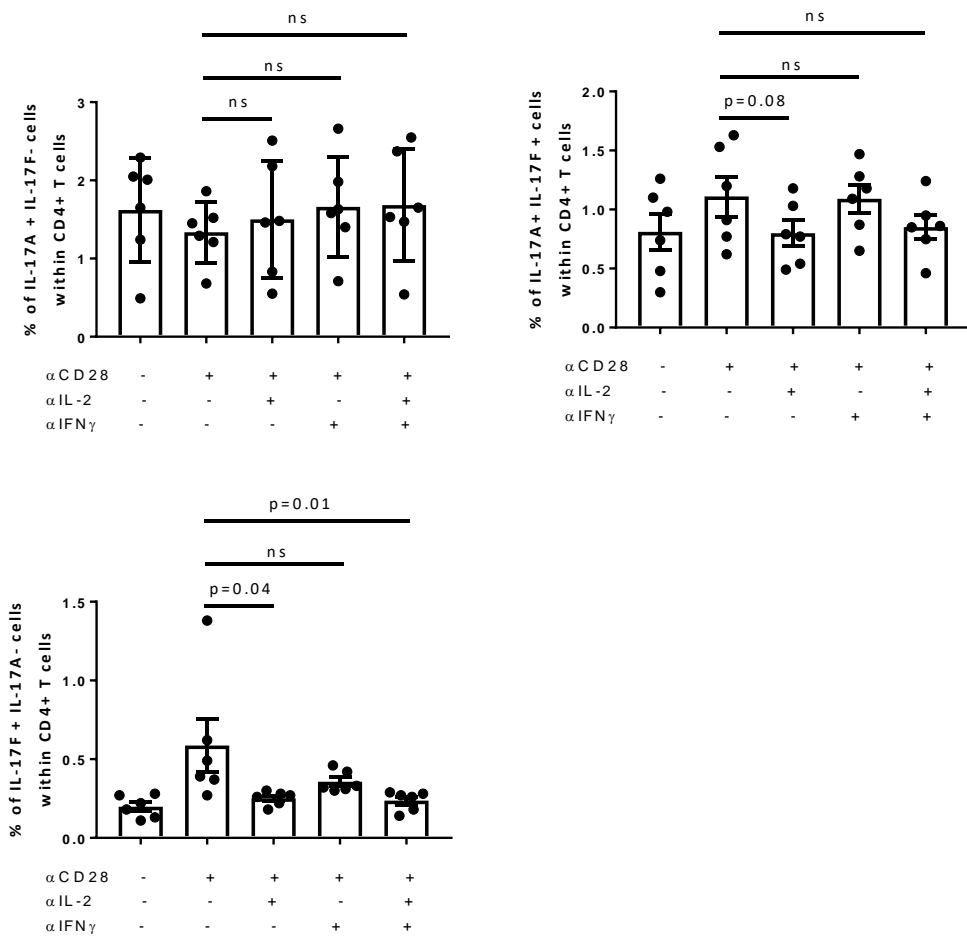 ns
ns
ns
% of IL-17A + IL-17F- cells
within CD4+ T cells
3
2
1
0
αCD28 - + + + +
αIL-2 - - + - +
αIFNγ - - - + +
ns
ns
p=0.08
% of IL-17A+ IL-17F + cells
within CD4+ T cells
2.0
1.5
1.0
0.5
0.0
αCD28 - + + + +
αIL-2 - - + - +
αIFNγ - - - + +
p=0.01
ns
p=0.04
% of IL-17F + IL-17A- cells
within CD4+ T cells
1.5
1.0
0.5
0.0
αCD28 - + + + +
αIL-2 - - + - +
αIFNγ - - - + +